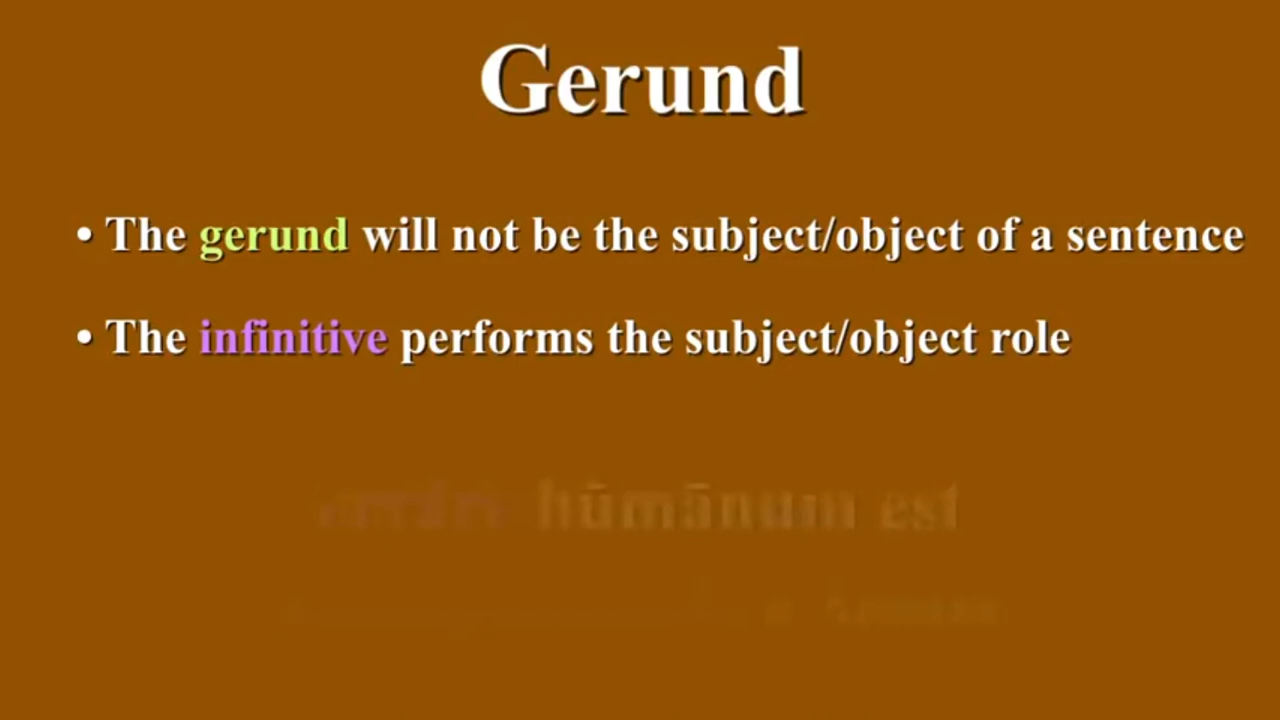 Gerund
• The gerund will not be the subject/object of a sentence
• The infinitive performs the subject/object role
hūmānum est